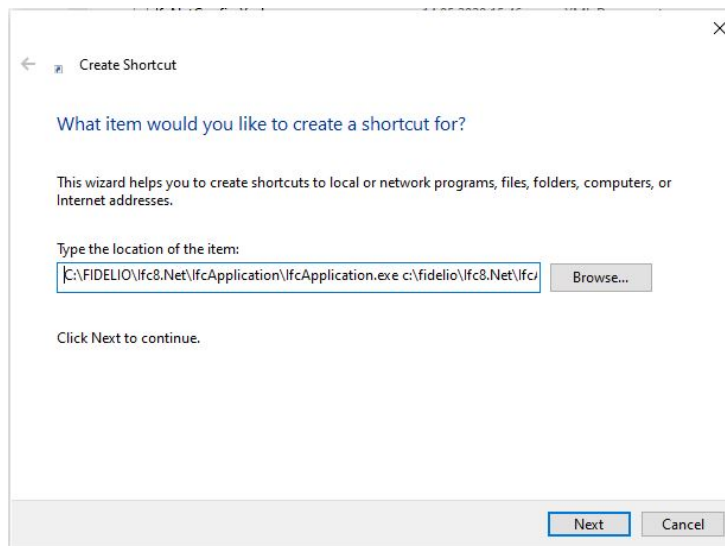 Create Shortcut
What item would you like to create a shortcut for?
This wizard helps you to create shortcuts to local or network programs, files, folders, computers, or
Internet addresses.
Type the location of the item:
C:\FIDELIO\Ifc8.Net\IfcApplication\IfcApplication.exe c:\fidelio\Ifc8.Net\Ifc
Browse...
Click Next to continue.
Next
Cancel